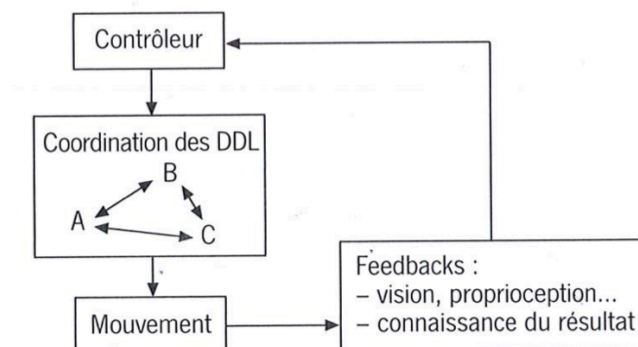 Contrôleur
Coordination des DDL
B
A
C
Mouvement
Feedbacks :
– vision, proprioception...
– connaissance du résultat